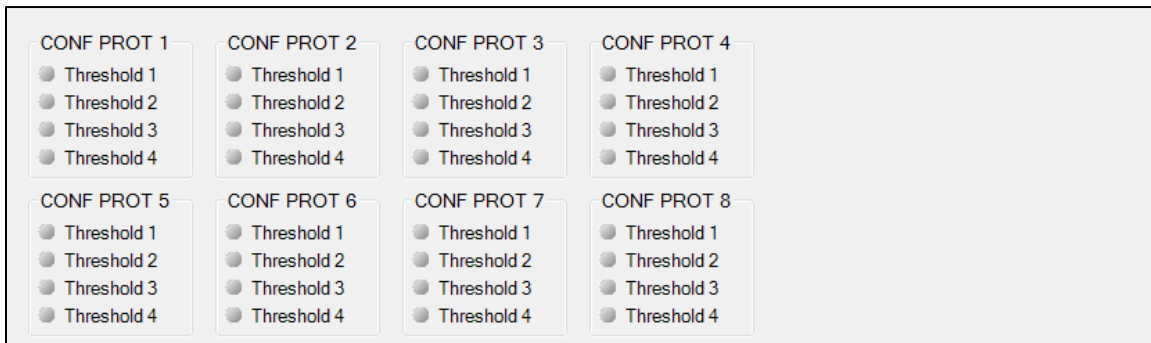 CONF PROT 1
Threshold 1
Threshold 2
Threshold 3
Threshold 4
CONF PROT 2
Threshold 1
Threshold 2
Threshold 3
Threshold 4
CONF PROT 3
Threshold 1
Threshold 2
Threshold 3
Threshold 4
CONF PROT 4
Threshold 1
Threshold 2
Threshold 3
Threshold 4
CONF PROT 5
Threshold 1
Threshold 2
Threshold 3
Threshold 4
CONF PROT 6
Threshold 1
Threshold 2
Threshold 3
Threshold 4
CONF PROT 7
Threshold 1
Threshold 2
Threshold 3
Threshold 4
CONF PROT 8
Threshold 1
Threshold 2
Threshold 3
Threshold 4